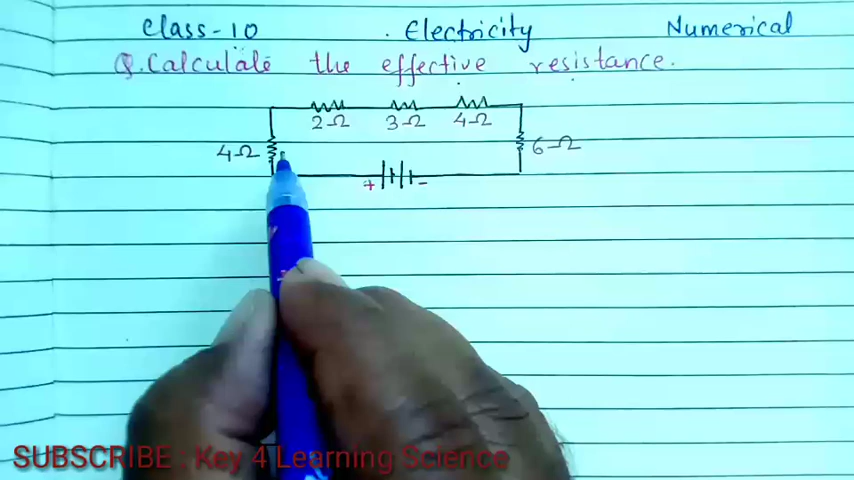 Class-10 Electricity Numerical
Q.Calculate the effective resistance.
2Ω 3Ω 4Ω
4Ω 6Ω
+ -
SUBSCRIBE : Key 4 Learning Science